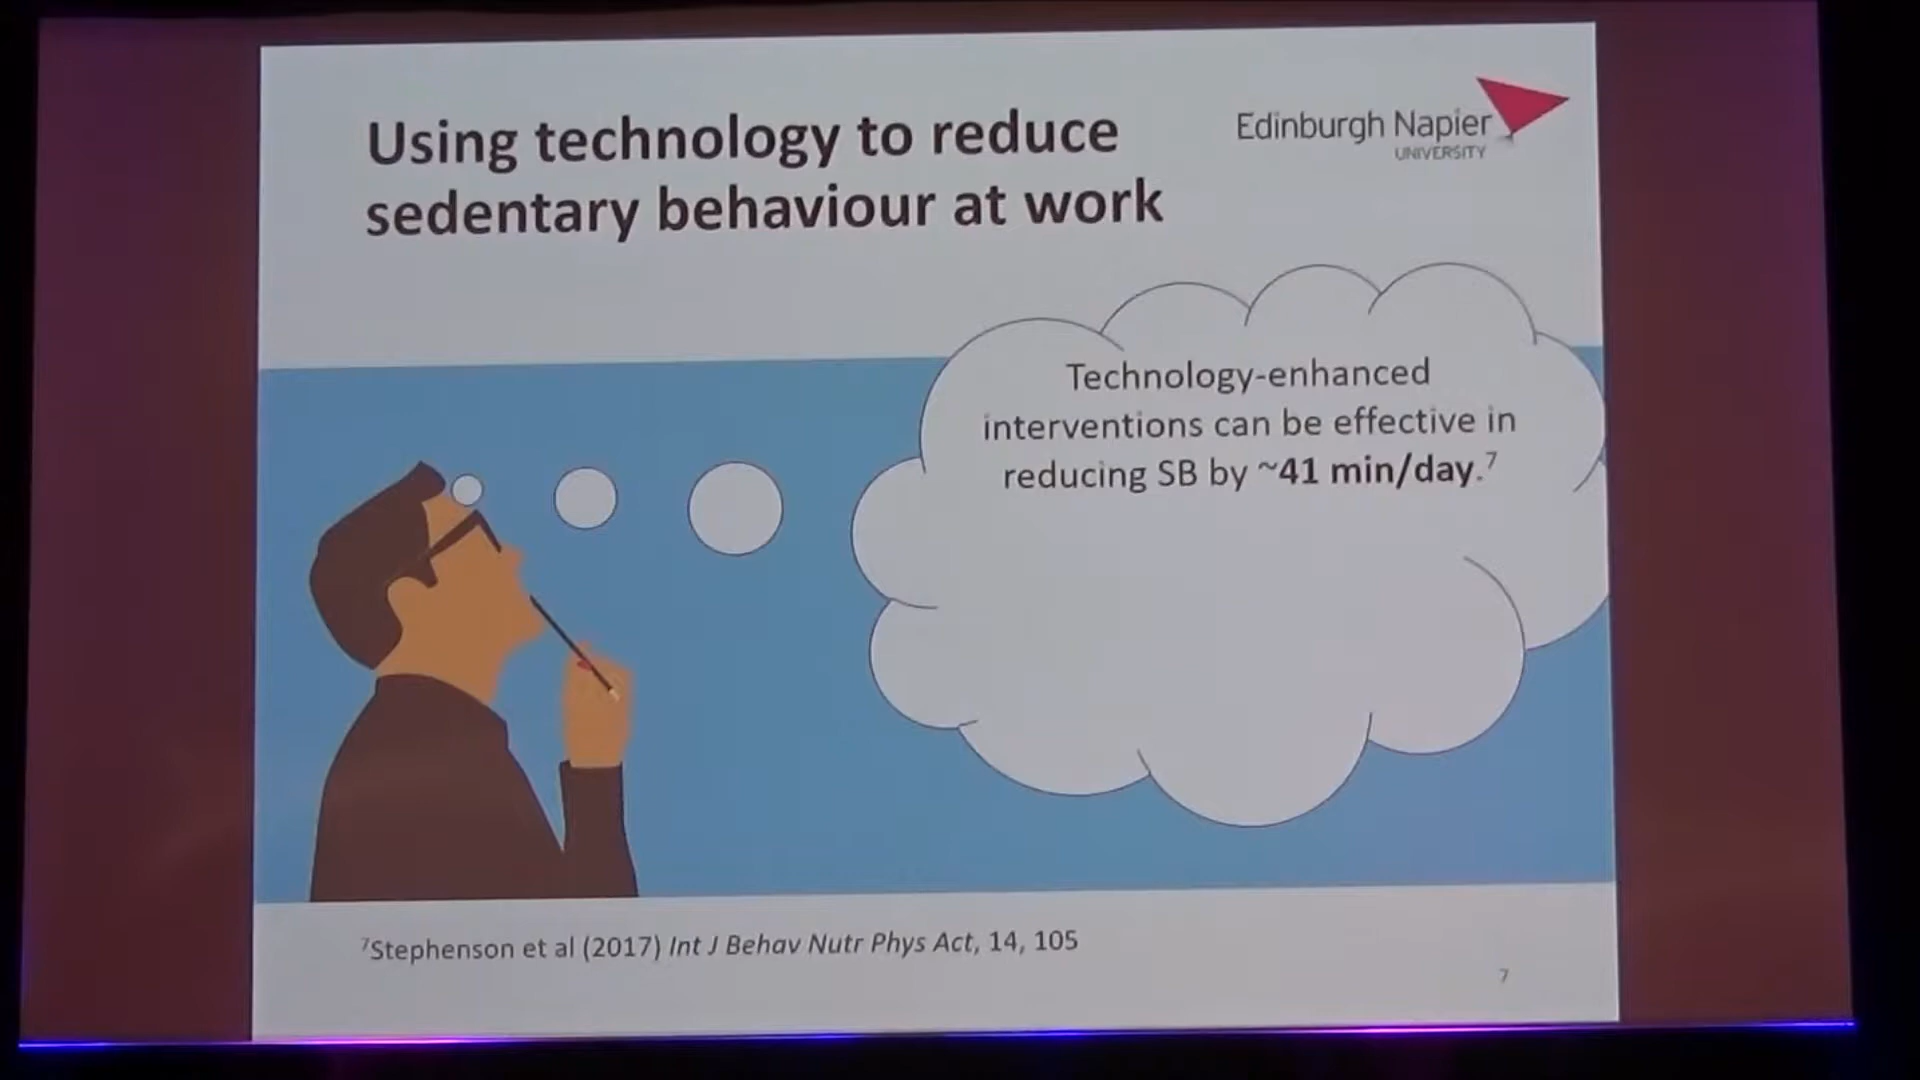 Using technology to reduce
sedentary behaviour at work
Edinburgh Napier
UNIVERSITY
Technology-enhanced
interventions can be effective in
reducing SB by ~41 min/day.⁷
⁷Stephenson et al (2017) Int J Behav Nutr Phys Act, 14, 105
7